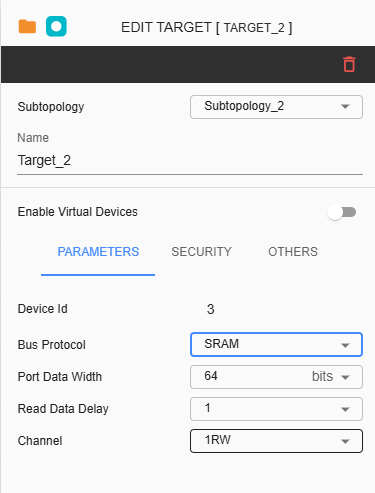 EDIT TARGET [ TARGET_2 ]
Subtopology Subtopology_2
Name
Target_2
Enable Virtual Devices
PARAMETERS SECURITY OTHERS
Device Id 3
Bus Protocol SRAM
Port Data Width 64 bits
Read Data Delay 1
Channel 1RW